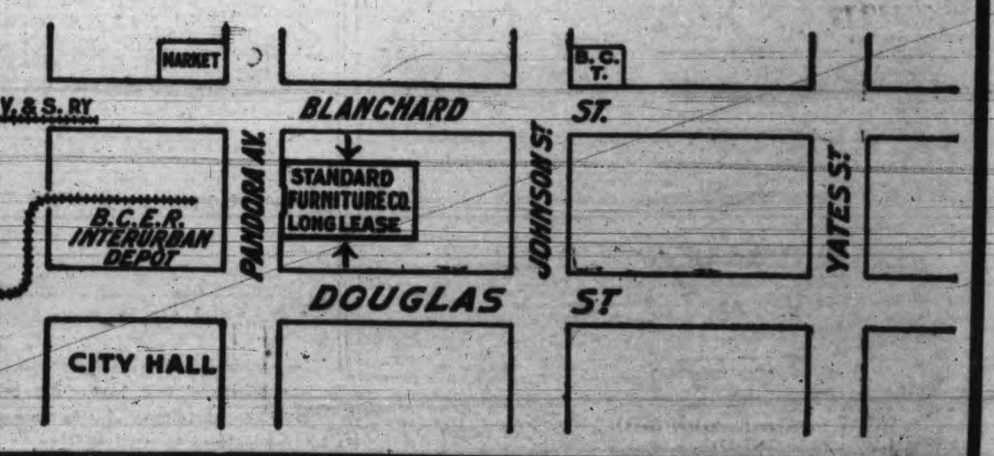 MARKET
B. C.
T.
V. & S. RY
BLANCHARD ST.
PANDORA AV.
STANDARD
FURNITURE CO.
LONG LEASE
JOHNSON ST
YATES ST
B.C.E.R.
INTERURBAN
DEPOT
DOUGLAS ST
CITY HALL